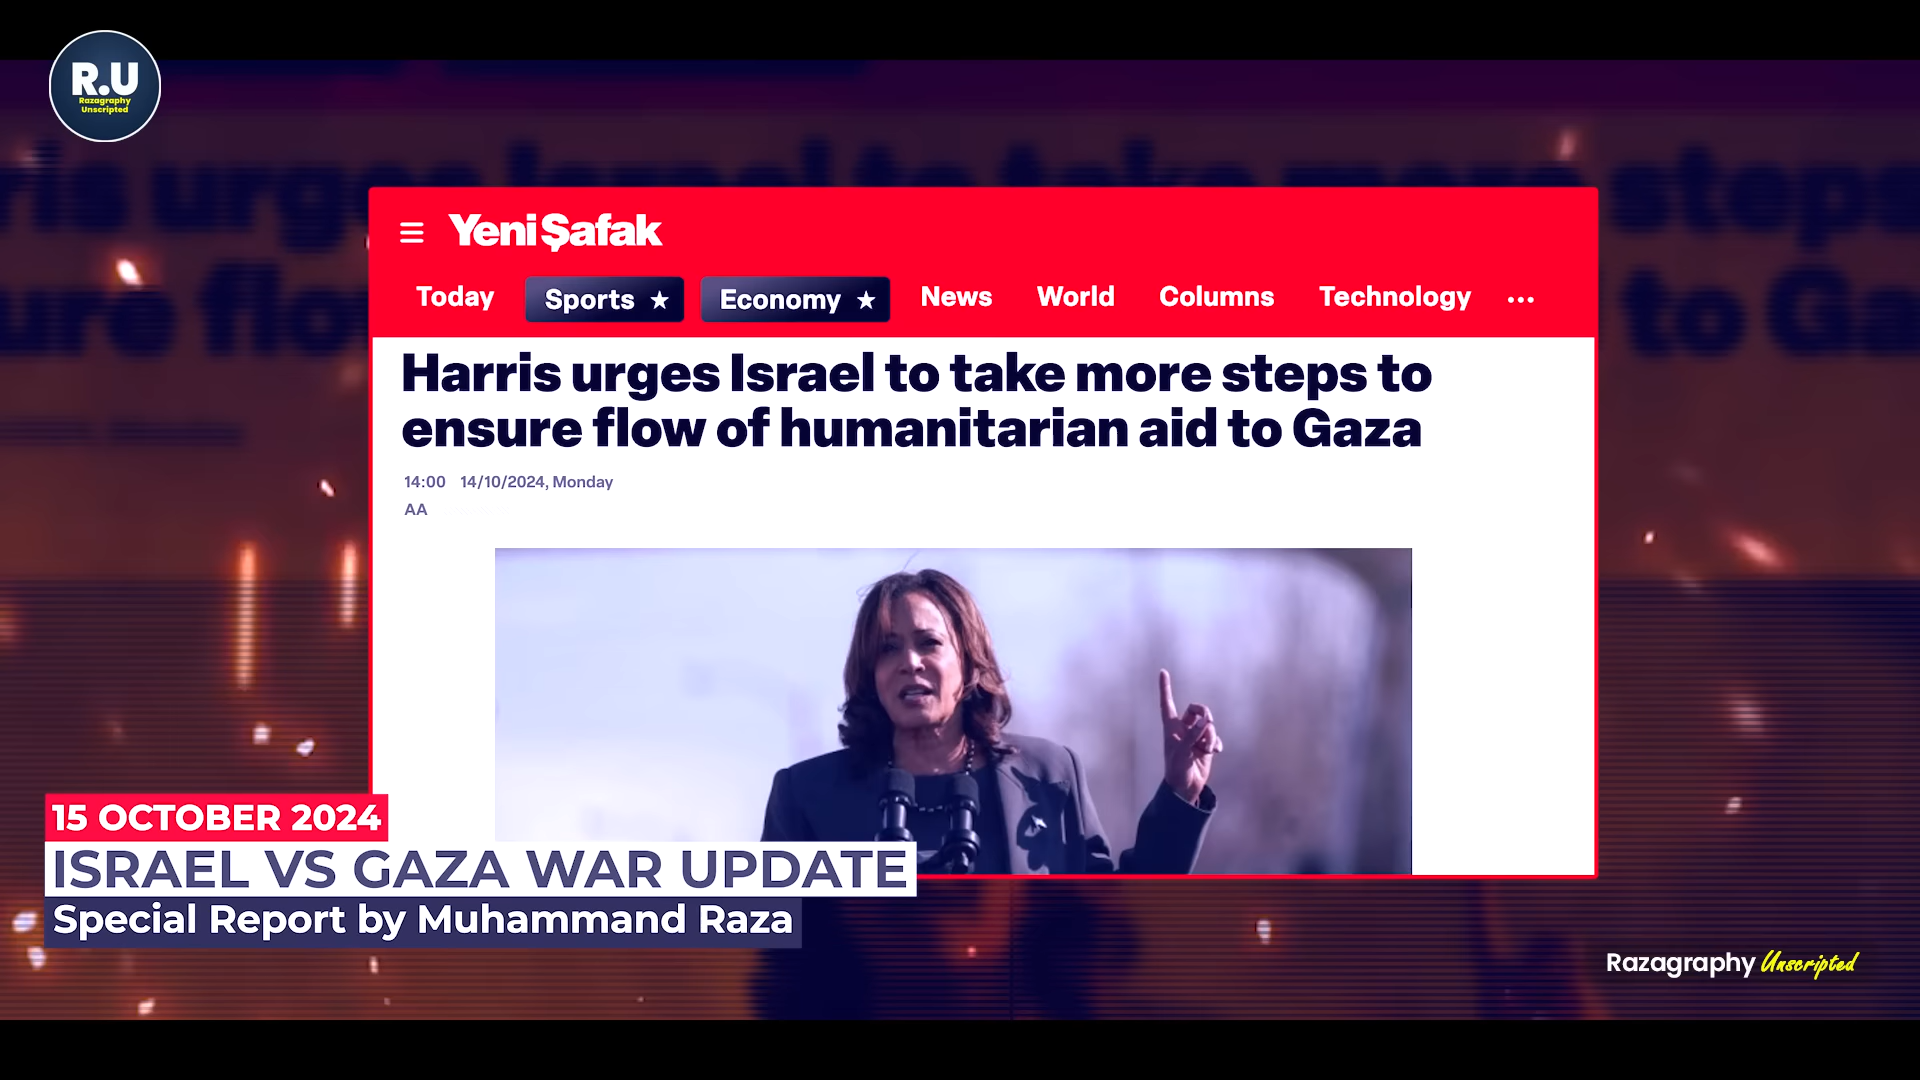 R.U
Razagraphy
Unscripted
Yeni Şafak
Today Sports ★ Economy ★ News World Columns Technology ...
Harris urges Israel to take more steps to
ensure flow of humanitarian aid to Gaza
14:00 14/10/2024, Monday
AA
15 OCTOBER 2024
ISRAEL VS GAZA WAR UPDATE
Special Report by Muhammand Raza
Razagraphy Unscripted